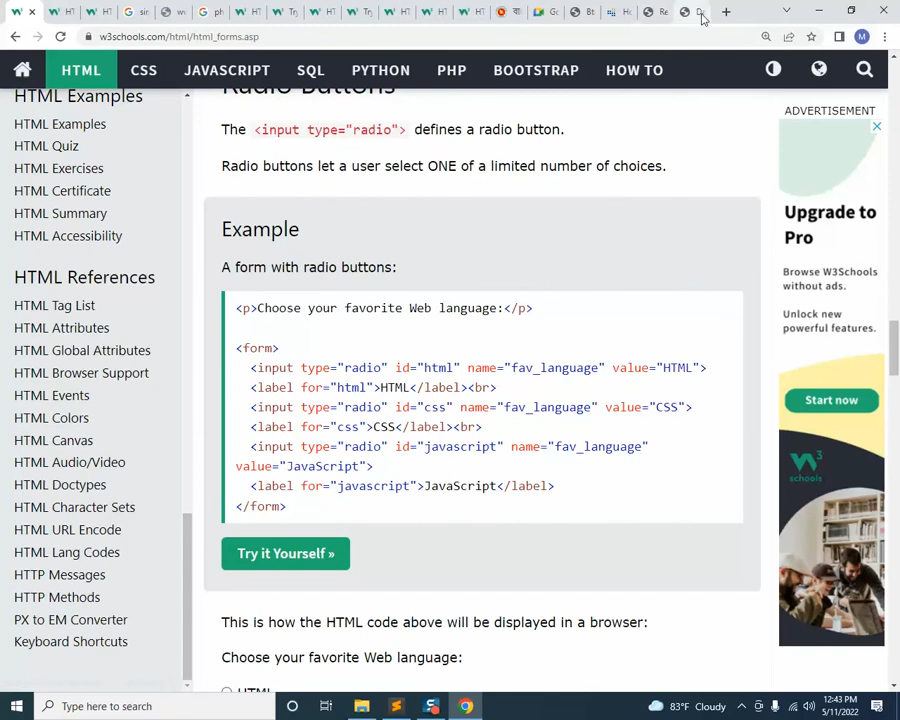 sin
ph
বা
Go
Bt
Ho
Re
w3schools.com/html/html_forms.asp
M
HTML CSS JAVASCRIPT SQL PYTHON PHP BOOTSTRAP HOW TO
HTML Examples
HTML Examples
HTML Quiz
HTML Exercises
HTML Certificate
HTML Summary
HTML Accessibility
HTML References
HTML Tag List
HTML Attributes
HTML Global Attributes
HTML Browser Support
HTML Events
HTML Colors
HTML Canvas
HTML Audio/Video
HTML Doctypes
HTML Character Sets
HTML URL Encode
HTML Lang Codes
HTTP Messages
HTTP Methods
PX to EM Converter
Keyboard Shortcuts
Radio Buttons
The <input type="radio"> defines a radio button.
Radio buttons let a user select ONE of a limited number of choices.
Example
A form with radio buttons:
<p>Choose your favorite Web language:</p>
<form>
<input type="radio" id="html" name="fav_language" value="HTML">
<label for="html">HTML</label><br>
<input type="radio" id="css" name="fav_language" value="CSS">
<label for="css">CSS</label><br>
<input type="radio" id="javascript" name="fav_language"
value="JavaScript">
<label for="javascript">JavaScript</label>
</form>
Try it Yourself »
This is how the HTML code above will be displayed in a browser:
Choose your favorite Web language:
HTML
ADVERTISEMENT
Upgrade to
Pro
Browse W3Schools
without ads.
Unlock new
powerful features.
Start now
schools
Type here to search
83°F Cloudy
12:43 PM
5/11/2022